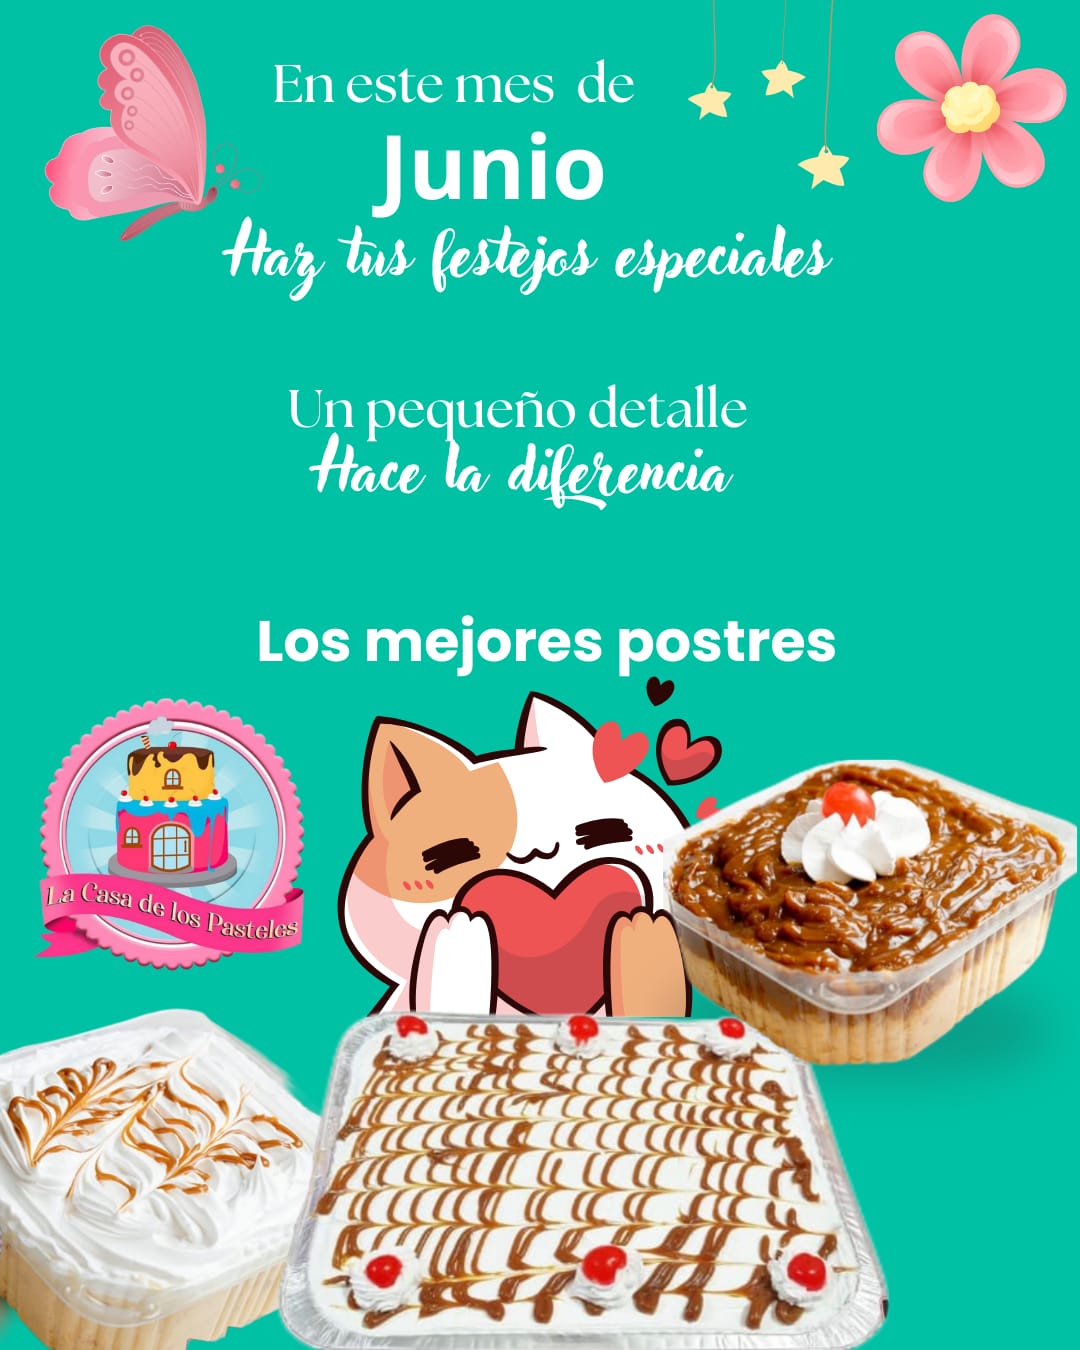 En este mes de
Junio
Haz tus festejos especiales
Un pequeño detalle
Hace la diferencia
Los mejores postres
La Casa de los Pasteles